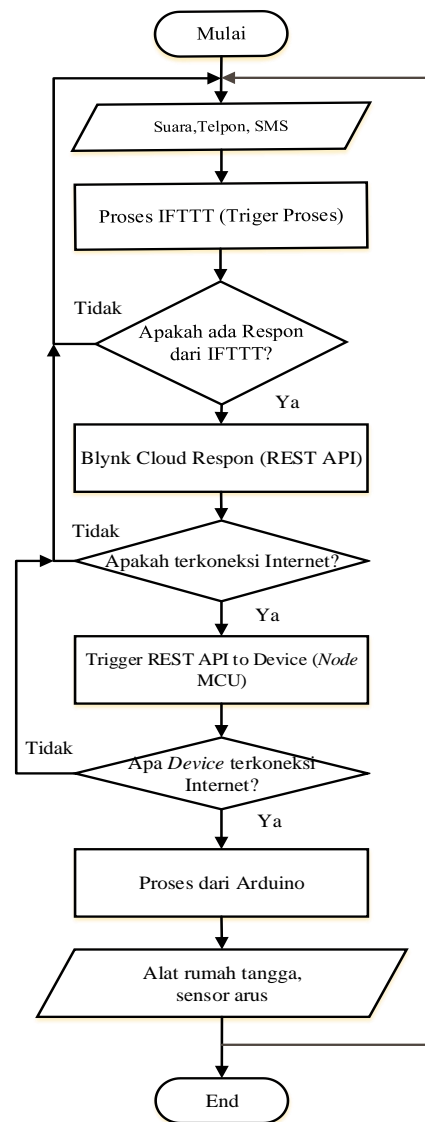 Mulai
Suara,Telpon, SMS
Proses IFTTT (Triger Proses)
Tidak
Apakah ada Respon
dari IFTTT?
Ya
Blynk Cloud Respon (REST API)
Tidak
Apakah terkoneksi Internet?
Ya
Trigger REST API to Device (Node
MCU)
Tidak
Apa Device terkoneksi
Internet?
Ya
Proses dari Arduino
Alat rumah tangga,
sensor arus
End